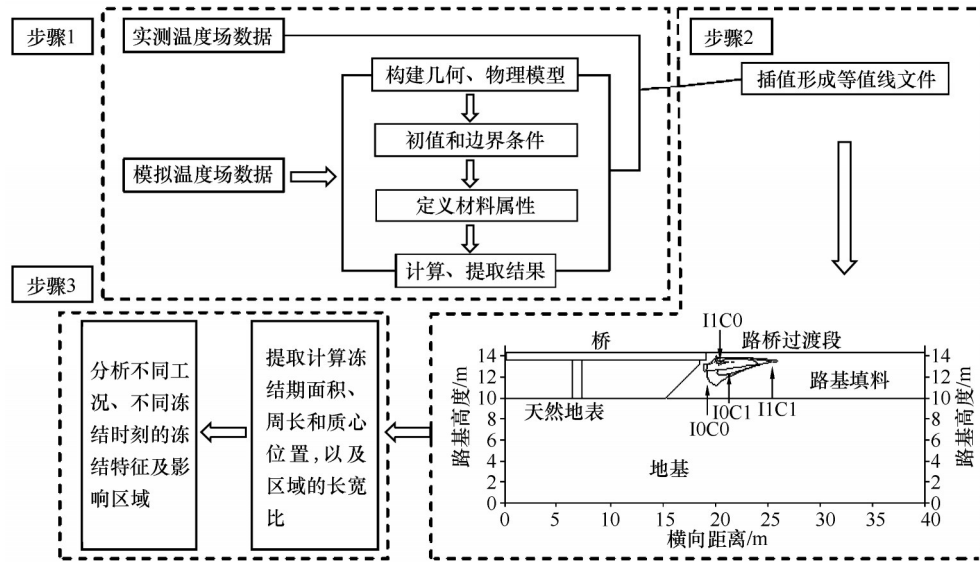 步骤1
实测温度场数据
构建几何、物理模型
初值和边界条件
模拟温度场数据
定义材料属性
计算、提取结果
步骤2
插值形成等值线文件
步骤3
分析不同工
况、不同冻
结时刻的冻
结特征及影
响区域
提取计算冻
结期面积、
周长和质心
位置,以及
区域的长宽
比
I1C0
桥
路桥过渡段
14
12
10
8
6
4
2
0
路基高度/m
路基填料
天然地表
I0C0
I0C1
I1C1
地基
14
12
10
8
6
4
2
0
路基高度/m
0 5 10 15 20 25 30 35 40
横向距离/m